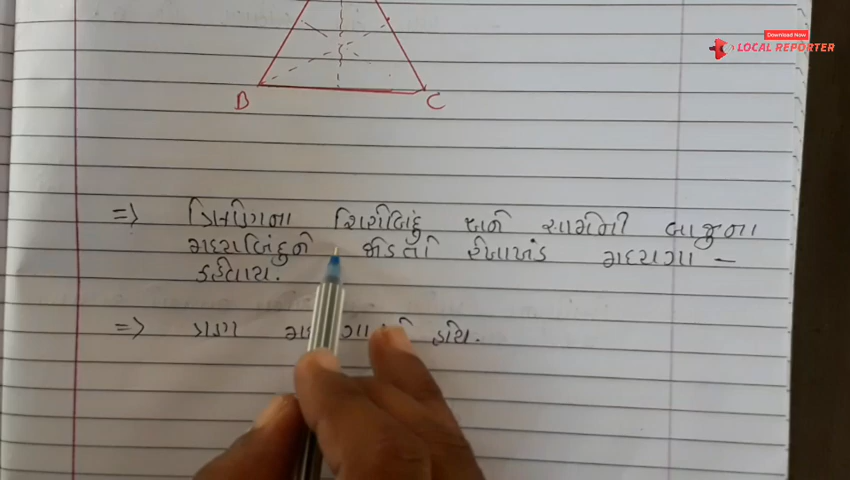 Download Now
LOCAL REPORTER
B C
=> ત્રિકોણના શિરોબિંદુ અને સામેની બાજુના
મધ્યબિંદુને જોડતો રેખાખંડ મધ્યગા -
કહેવાય.
=> ત્રણ હોય.